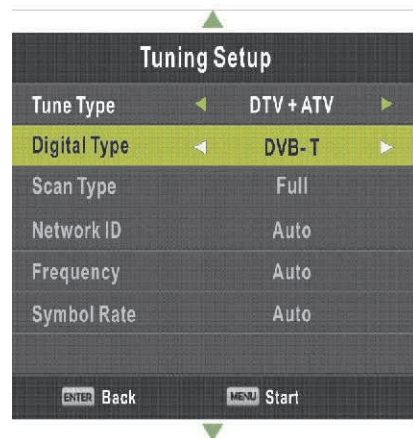 Tuning Setup
Tune Type DTV + ATV
Digital Type DVB- T
Scan Type Full
Network ID Auto
Frequency Auto
Symbol Rate Auto
ENTER Back MENU Start